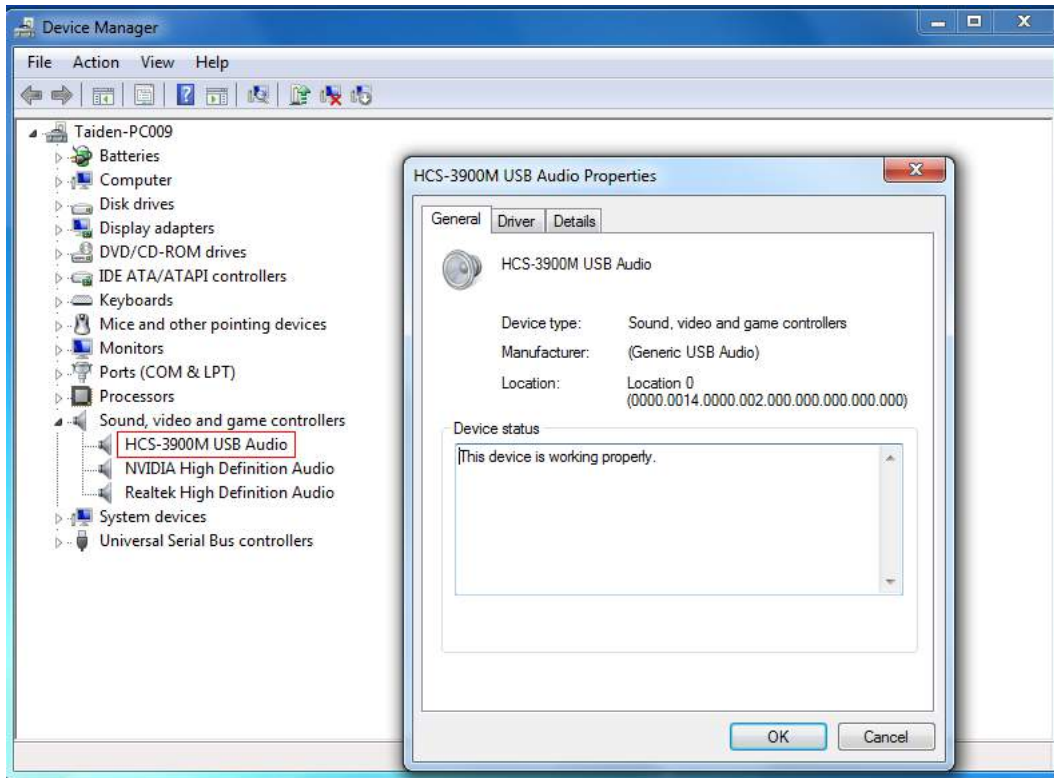 Device Manager
File Action View Help
Taiden-PC009
Batteries
Computer
Disk drives
Display adapters
DVD/CD-ROM drives
IDE ATA/ATAPI controllers
Keyboards
Mice and other pointing devices
Monitors
Ports (COM & LPT)
Processors
Sound, video and game controllers
HCS-3900M USB Audio
NVIDIA High Definition Audio
Realtek High Definition Audio
System devices
Universal Serial Bus controllers
HCS-3900M USB Audio Properties
General Driver Details
HCS-3900M USB Audio
Device type: Sound, video and game controllers
Manufacturer: (Generic USB Audio)
Location: Location 0
(0000.0014.0000.002.000.000.000.000.000)
Device status
This device is working properly.
OK Cancel